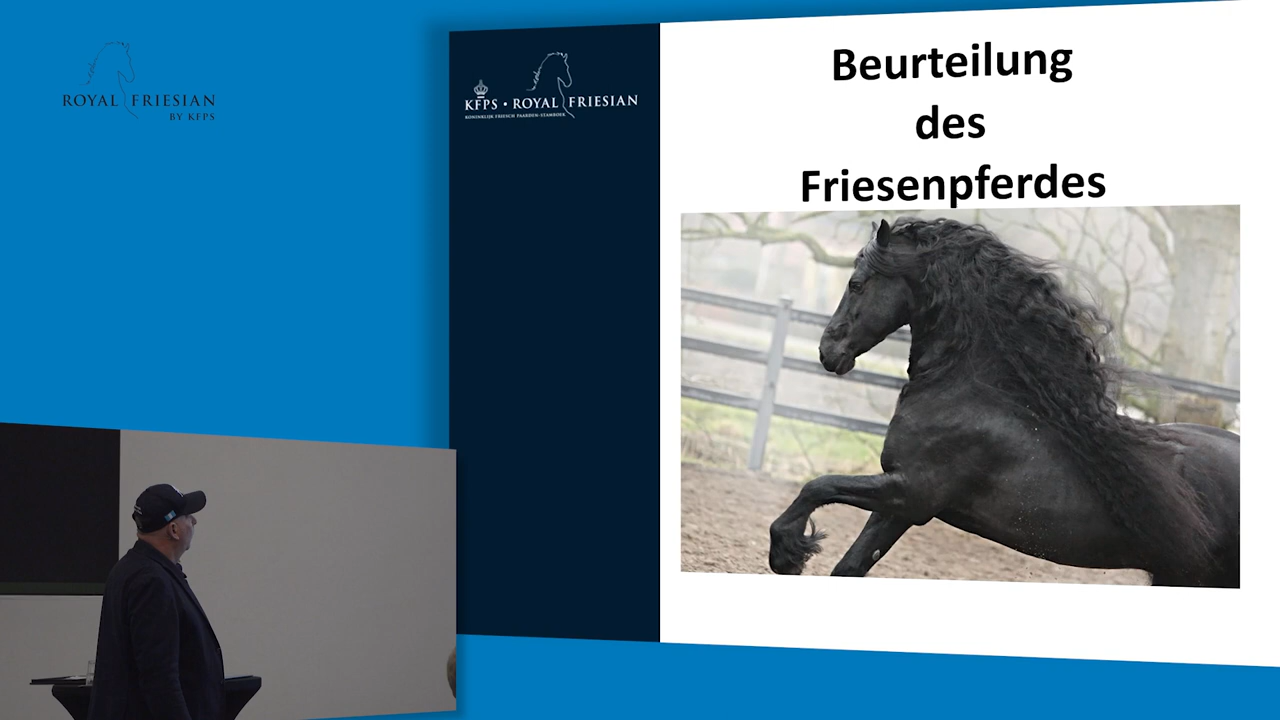 ROYAL FRIESIAN
BY KFPS
KFPS • ROYAL FRIESIAN
KONINKLIJK FRIESCH PAARDEN-STAMBOEK
Beurteilung
des
Friesenpferdes